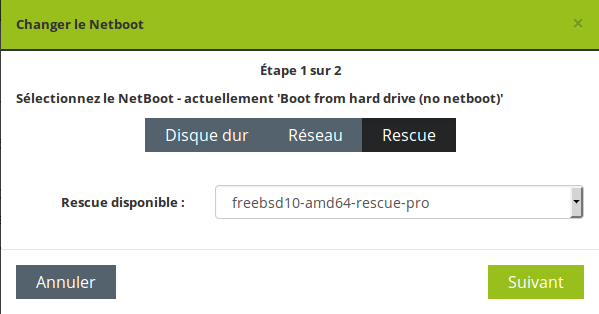 Changer le Netboot ×
Étape 1 sur 2
Sélectionnez le NetBoot - actuellement 'Boot from hard drive (no netboot)'
Disque dur Réseau Rescue
Rescue disponible : freebsd10-amd64-rescue-pro
Annuler Suivant